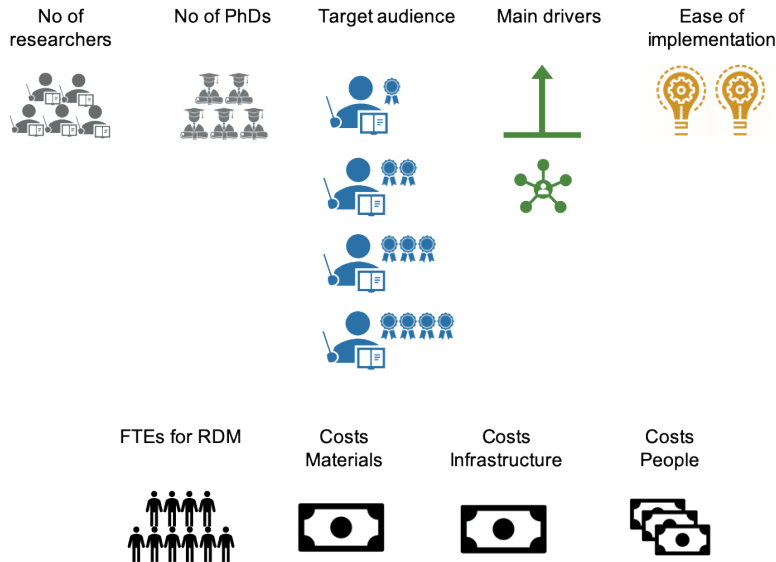 No of
researchers
No of PhDs
Target audience
Main drivers
Ease of
implementation
FTEs for RDM
Costs
Materials
Costs
Infrastructure
Costs
People